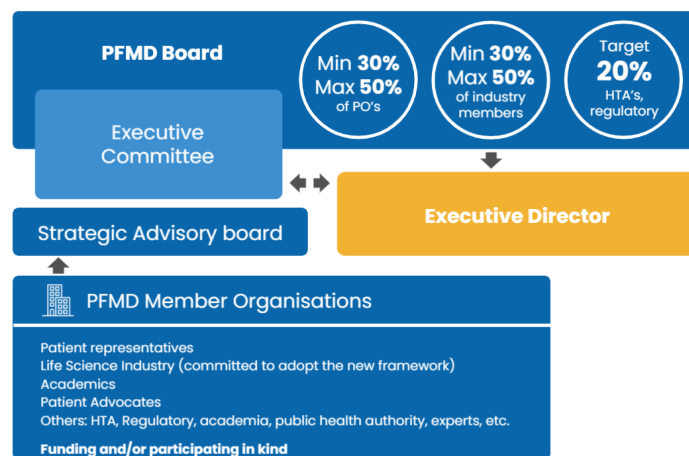 PFMD Board
Min 30%
Max 50%
of PO's
Min 30%
Max 50%
of industry
members
Target
20%
HTA's,
regulatory
Executive
Committee
Executive Director
Strategic Advisory board
PFMD Member Organisations
Patient representatives
Life Science Industry (committed to adopt the new framework)
Academics
Patient Advocates
Others: HTA, Regulatory, academia, public health authority, experts, etc.
Funding and/or participating in kind